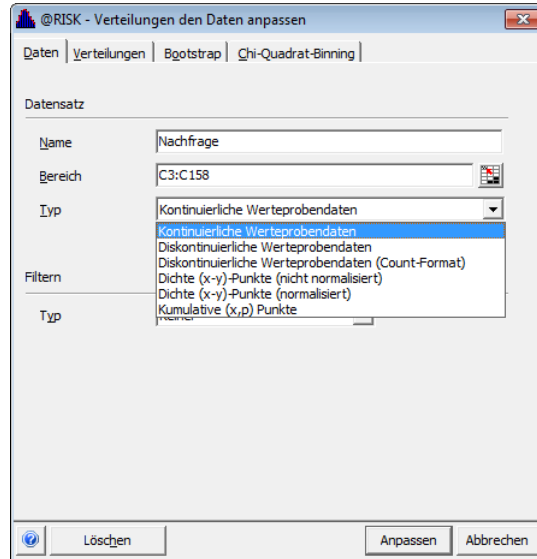 @RISK - Verteilungen den Daten anpassen
Daten Verteilungen Bootstrap Chi-Quadrat-Binning
Datensatz
Name Nachfrage
Bereich C3:C158
Typ Kontinuierliche Werteprobendaten
Kontinuierliche Werteprobendaten
Diskontinuierliche Werteprobendaten
Diskontinuierliche Werteprobendaten (Count-Format)
Dichte (x-y)-Punkte (nicht normalisiert)
Dichte (x-y)-Punkte (normalisiert)
Kumulative (x,p) Punkte
Filtern
Typ
Löschen Anpassen Abbrechen